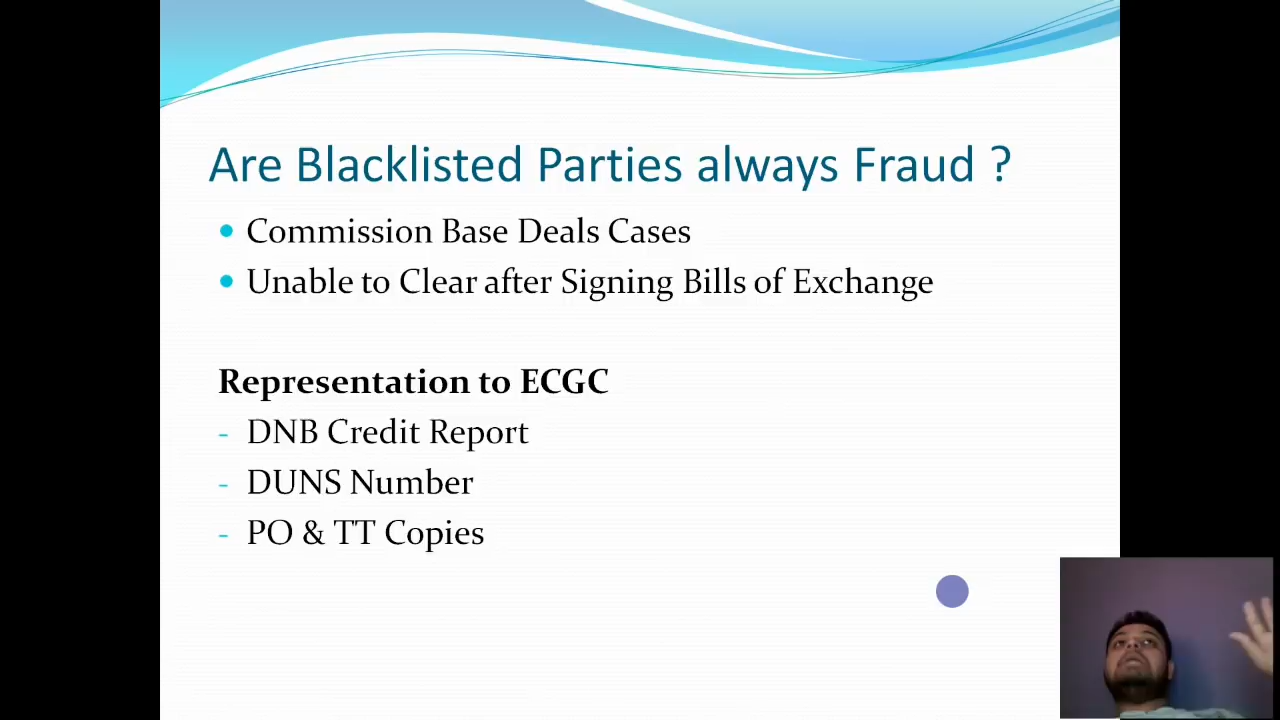 Are Blacklisted Parties always Fraud ?
• Commission Base Deals Cases
• Unable to Clear after Signing Bills of Exchange
Representation to ECGC
- DNB Credit Report
- DUNS Number
- PO & TT Copies